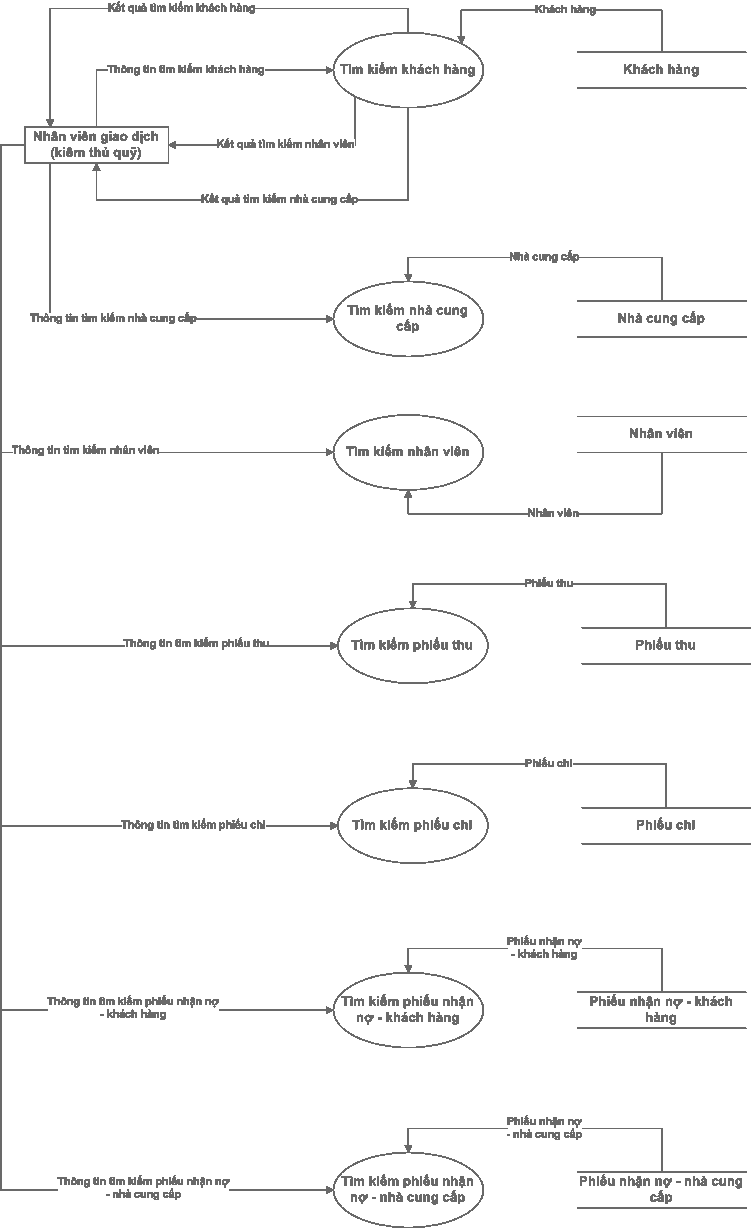 Kết quả tìm kiếm khách hàng
Khách hàng
Thông tin tìm kiếm khách hàng
Tìm kiếm khách hàng
Khách hàng
Nhân viên giao dịch
(kiêm thủ quỹ)
Kết quả tìm kiếm nhân viên
Kết quả tìm kiếm nhà cung cấp
Nhà cung cấp
Thông tin tìm kiếm nhà cung cấp
Tìm kiếm nhà cung
cấp
Nhà cung cấp
Thông tin tìm kiếm nhân viên
Tìm kiếm nhân viên
Nhân viên
Nhân viên
Phiếu thu
Thông tin tìm kiếm phiếu thu
Tìm kiếm phiếu thu
Phiếu thu
Phiếu chi
Thông tin tìm kiếm phiếu chi
Tìm kiếm phiếu chi
Phiếu chi
Phiếu nhận nợ
- khách hàng
Thông tin tìm kiếm phiếu nhận nợ
- khách hàng
Tìm kiếm phiếu nhận
nợ - khách hàng
Phiếu nhận nợ - khách
hàng
Phiếu nhận nợ
- nhà cung cấp
Thông tin tìm kiếm phiếu nhận nợ
- nhà cung cấp
Tìm kiếm phiếu nhận
nợ - nhà cung cấp
Phiếu nhận nợ - nhà cung
cấp